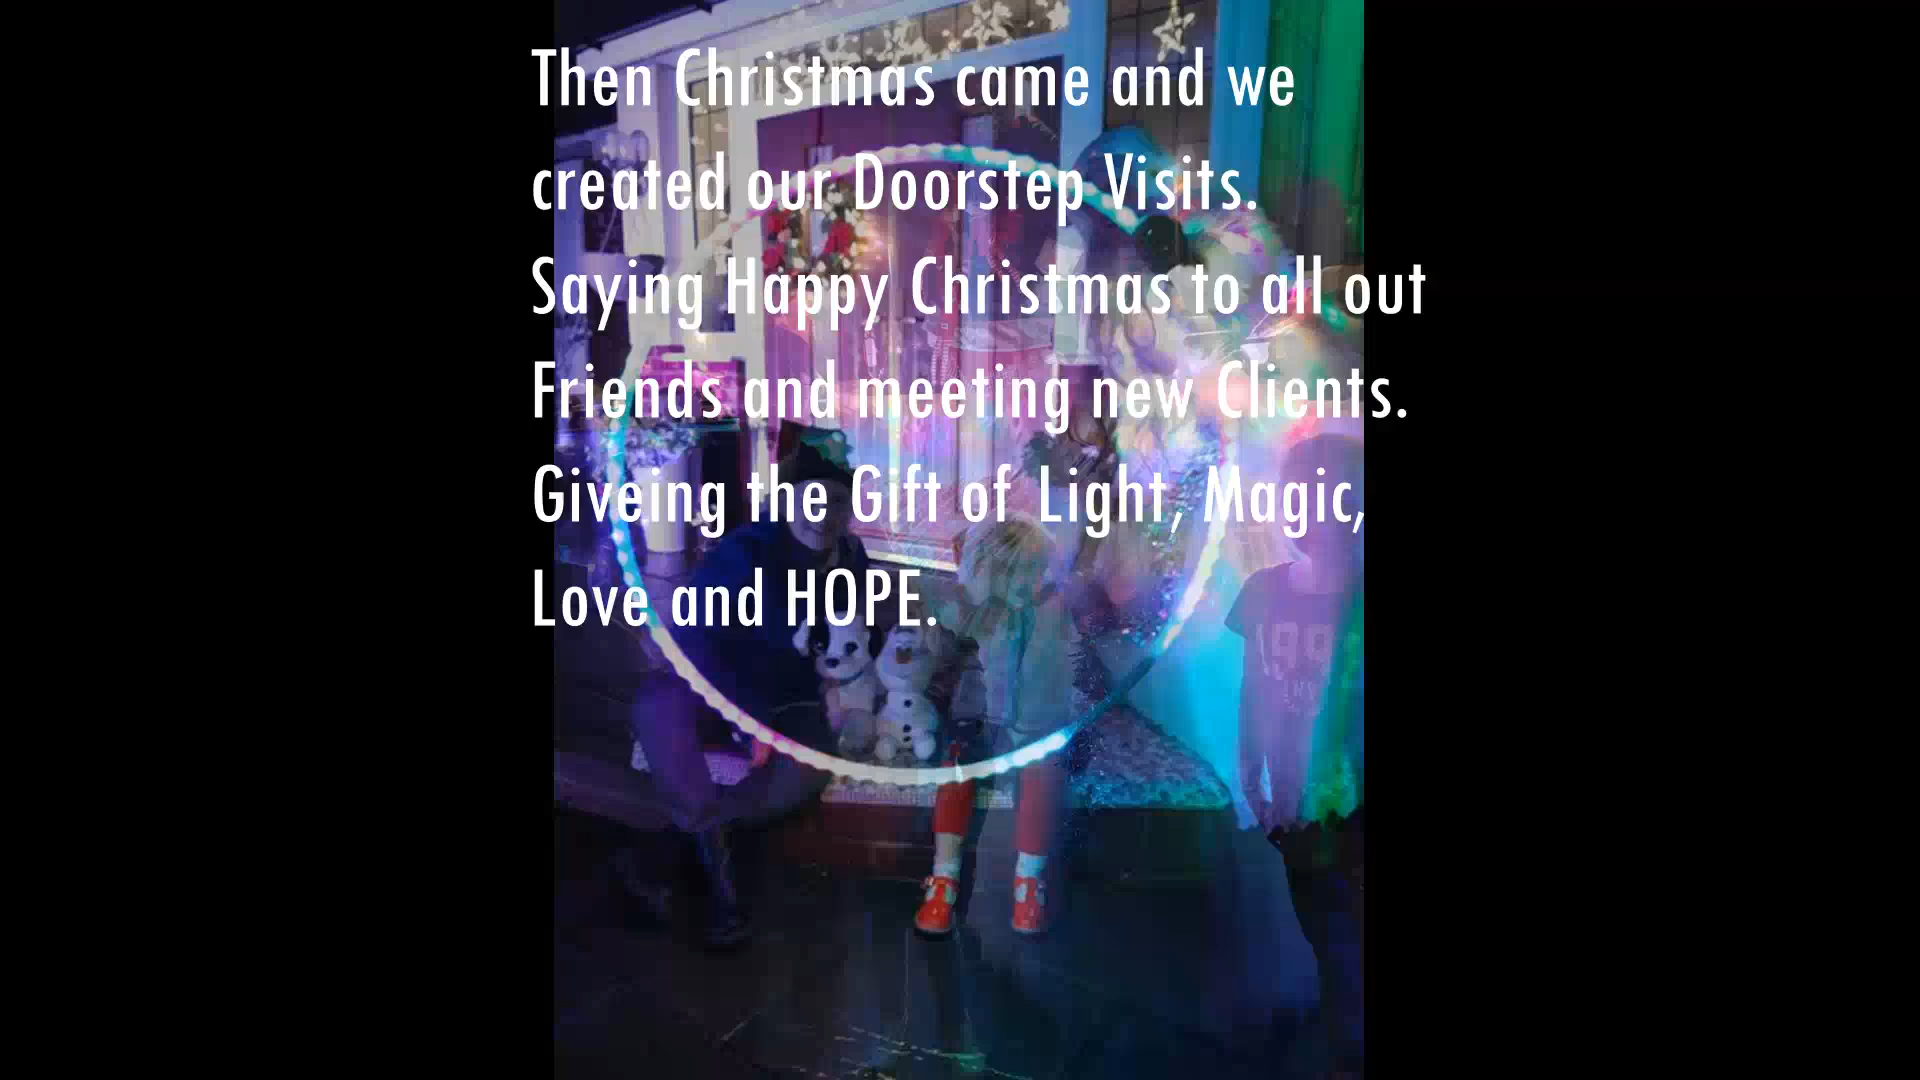 Then Christmas came and we
created our Doorstep Visits.
Saying Happy Christmas to all out
Friends and meeting new Clients.
Giveing the Gift of Light, Magic,
Love and HOPE.